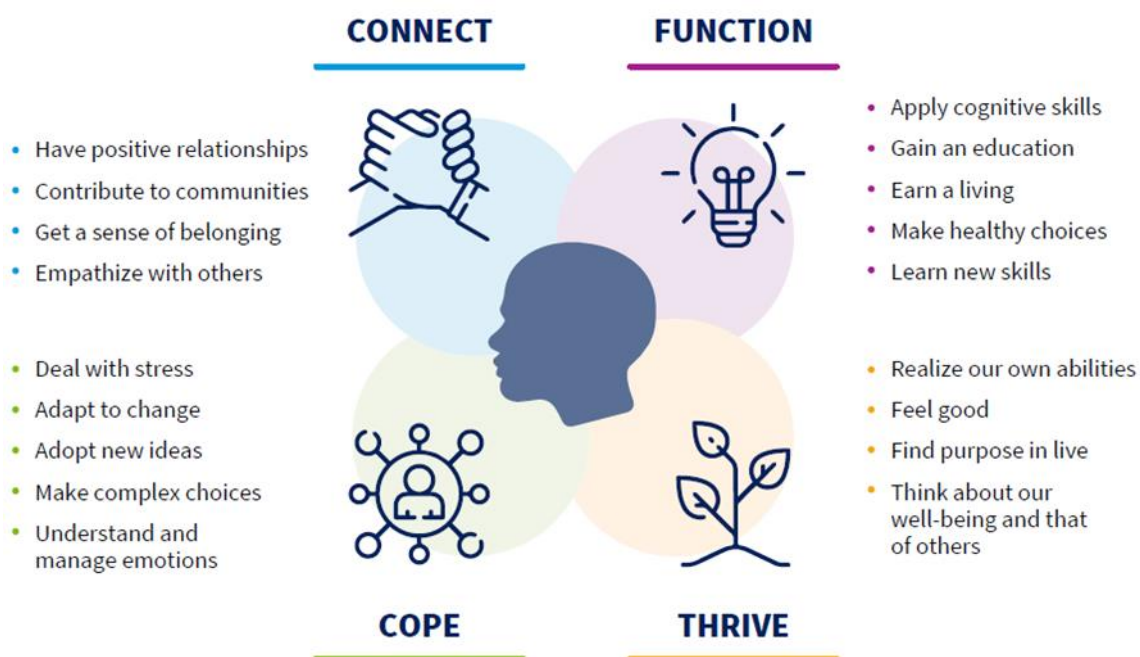 CONNECT
Have positive relationships
Contribute to communities
Get a sense of belonging
Empathize with others
FUNCTION
Apply cognitive skills
Gain an education
Earn a living
Make healthy choices
Learn new skills
Deal with stress
Adapt to change
Adopt new ideas
Make complex choices
Understand and
manage emotions
COPE
Realize our own abilities
Feel good
Find purpose in live
Think about our
well-being and that
of others
THRIVE